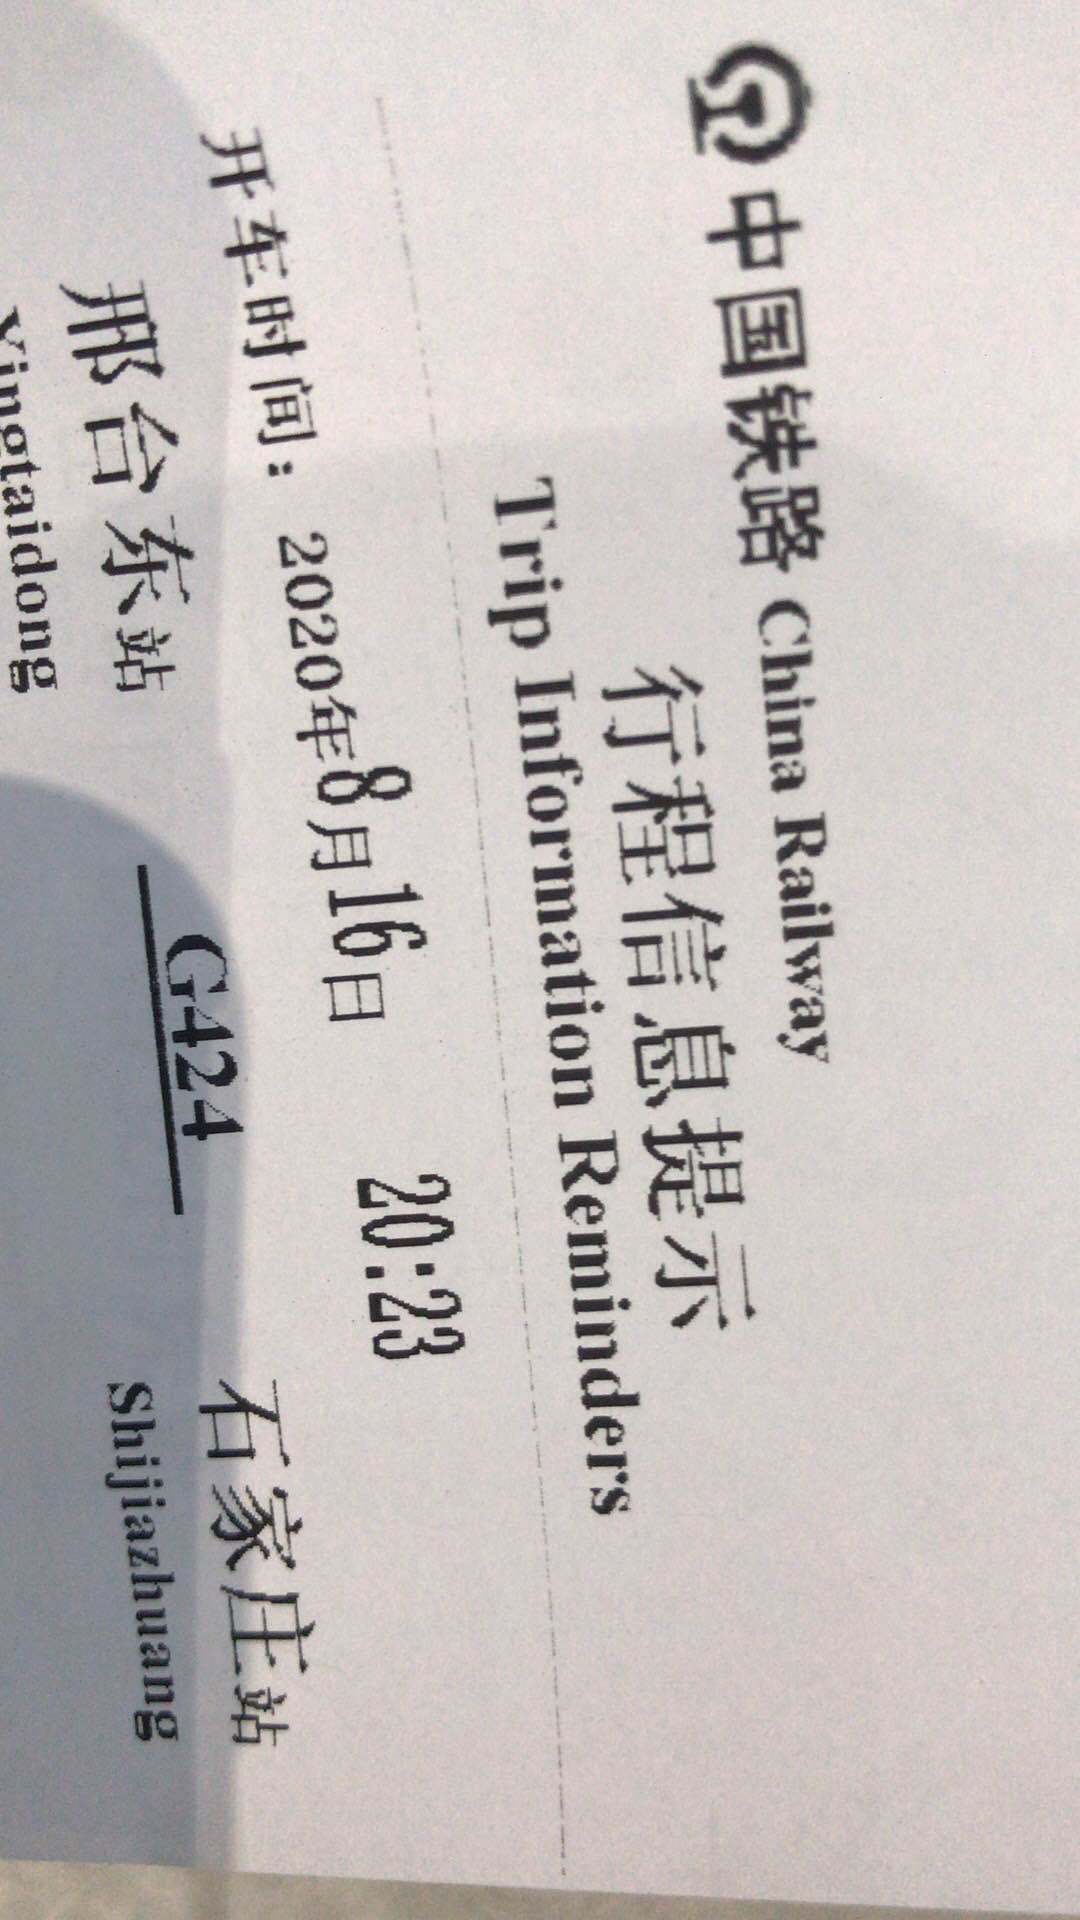 中国铁路 China Railway
行程信息提示
Trip Information Reminders
开车时间：2020年8月16日 20:23
邢台东站 G424 石家庄站
Xingtaidong Shijiazhuang